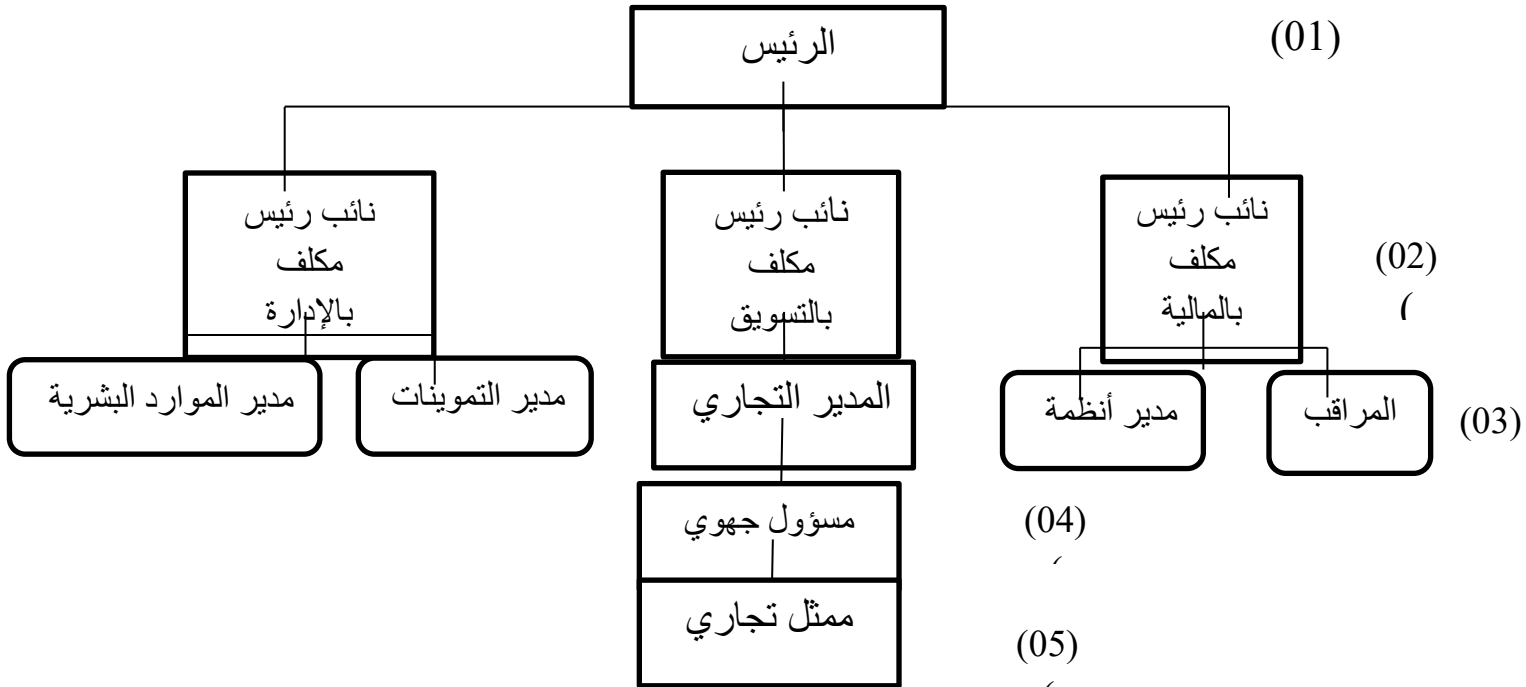 الرئيس
(01)
نائب رئيس
مكلف
بالمالية
نائب رئيس
مكلف
بالتسويق
نائب رئيس
مكلف
بالإدارة
(02)
(
المراقب
مدير أنظمة
المدير التجاري
مدير التموينات
مدير الموارد البشرية
(03)
مسؤول جهوي
(04)
ممثل تجاري
(05)